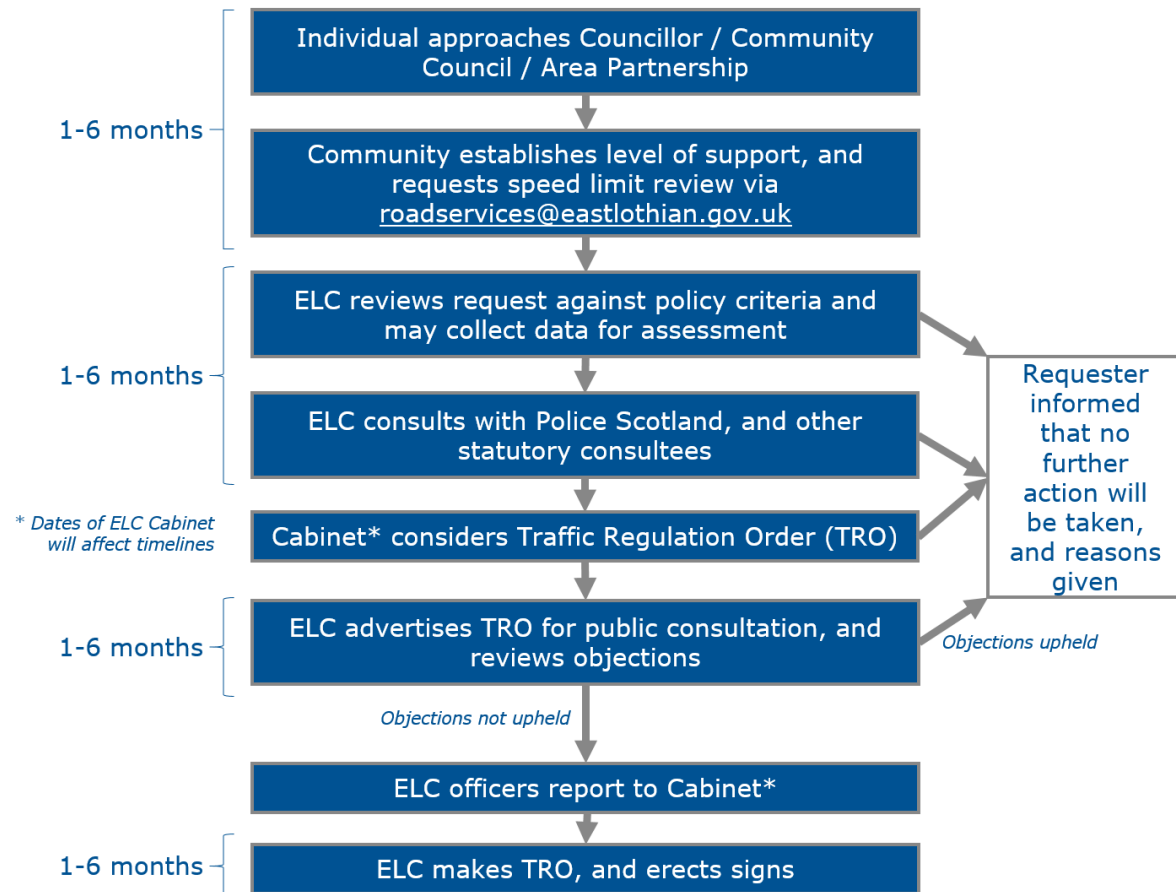 Individual approaches Councillor / Community
Council / Area Partnership
1-6 months
Community establishes level of support, and
requests speed limit review via
roadservices@eastlothian.gov.uk
ELC reviews request against policy criteria and
may collect data for assessment
1-6 months
ELC consults with Police Scotland, and other
statutory consultees
Requester
informed
that no
further
action will
be taken,
and reasons
given
* Dates of ELC Cabinet
will affect timelines
Cabinet* considers Traffic Regulation Order (TRO)
1-6 months
ELC advertises TRO for public consultation, and
reviews objections
Objections upheld
Objections not upheld
ELC officers report to Cabinet*
1-6 months
ELC makes TRO, and erects signs